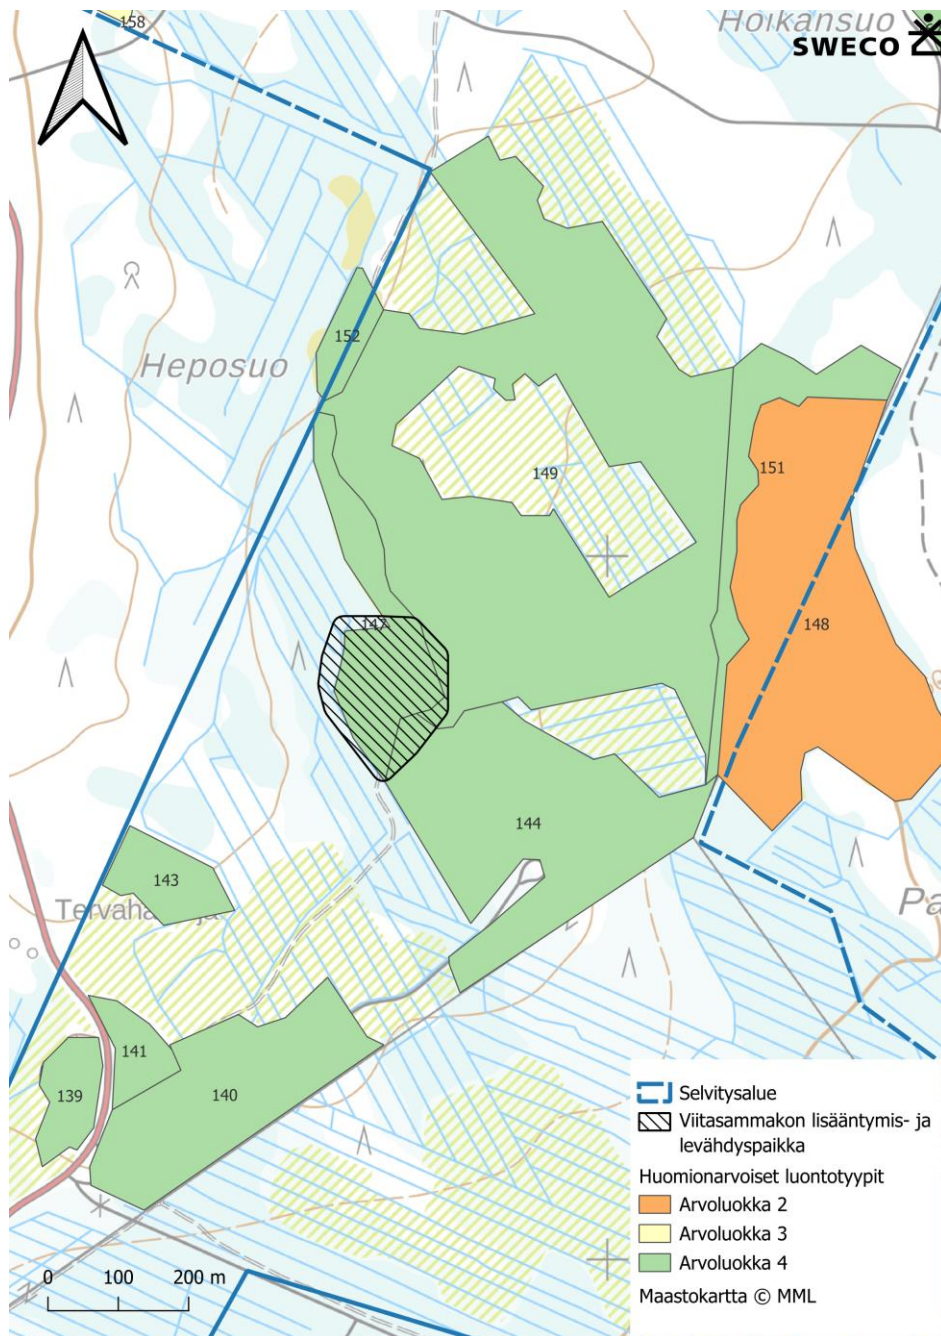 158
Hoikansuo
SWECO
152
Heposuo
149
151
147
148
144
143
141
139
140
Selvitysalue
Viitasammakon lisääntymis- ja
levähdyspaikka
Huomionarvoiset luontotyypit
Arvoluokka 2
Arvoluokka 3
Arvoluokka 4
Maastokartta © MML
0 100 200 m